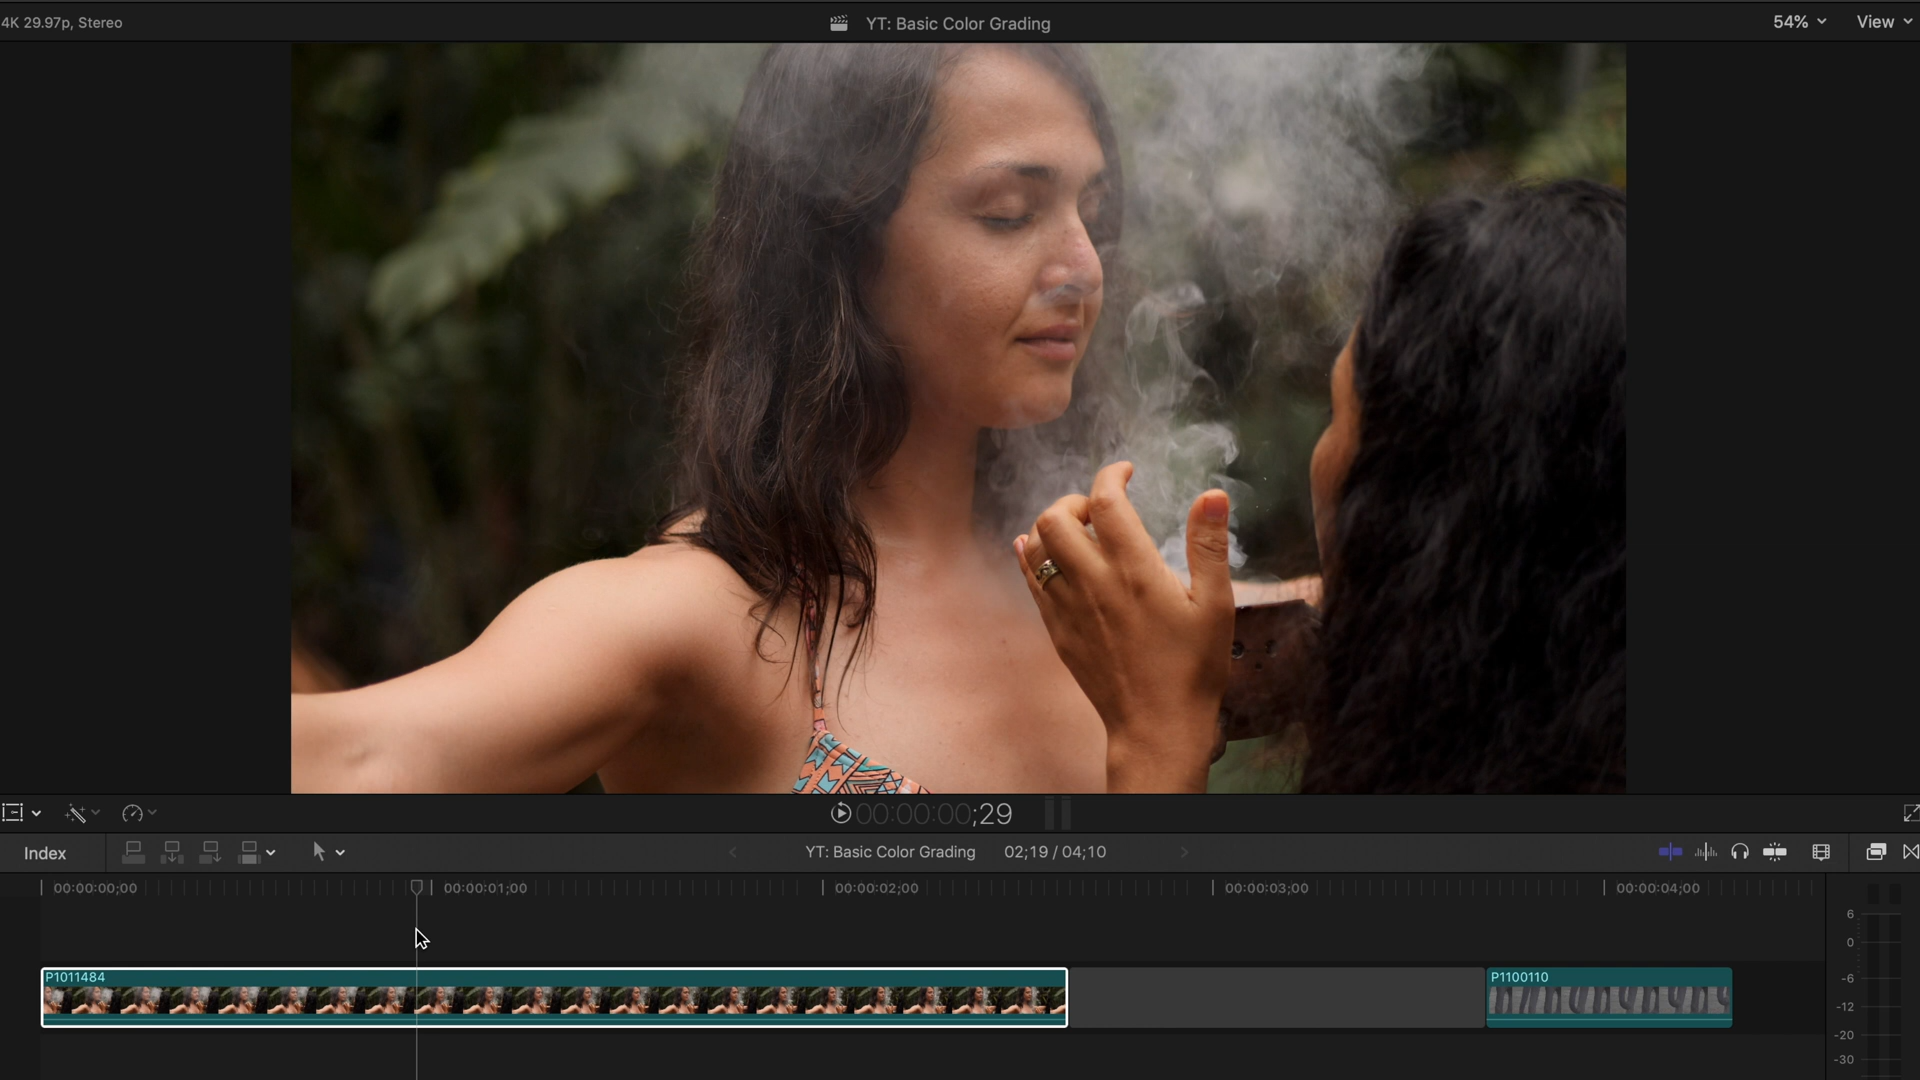 4K 29.97p, Stereo
YT: Basic Color Grading
54%
View
00:00:00;29
Index
YT: Basic Color Grading
02;19 / 04;10
00:00:00;00
00:00:01;00
00:00:02;00
00:00:03;00
00:00:04;00
6
0
-6
-12
-20
-30
P1011484
P1100110